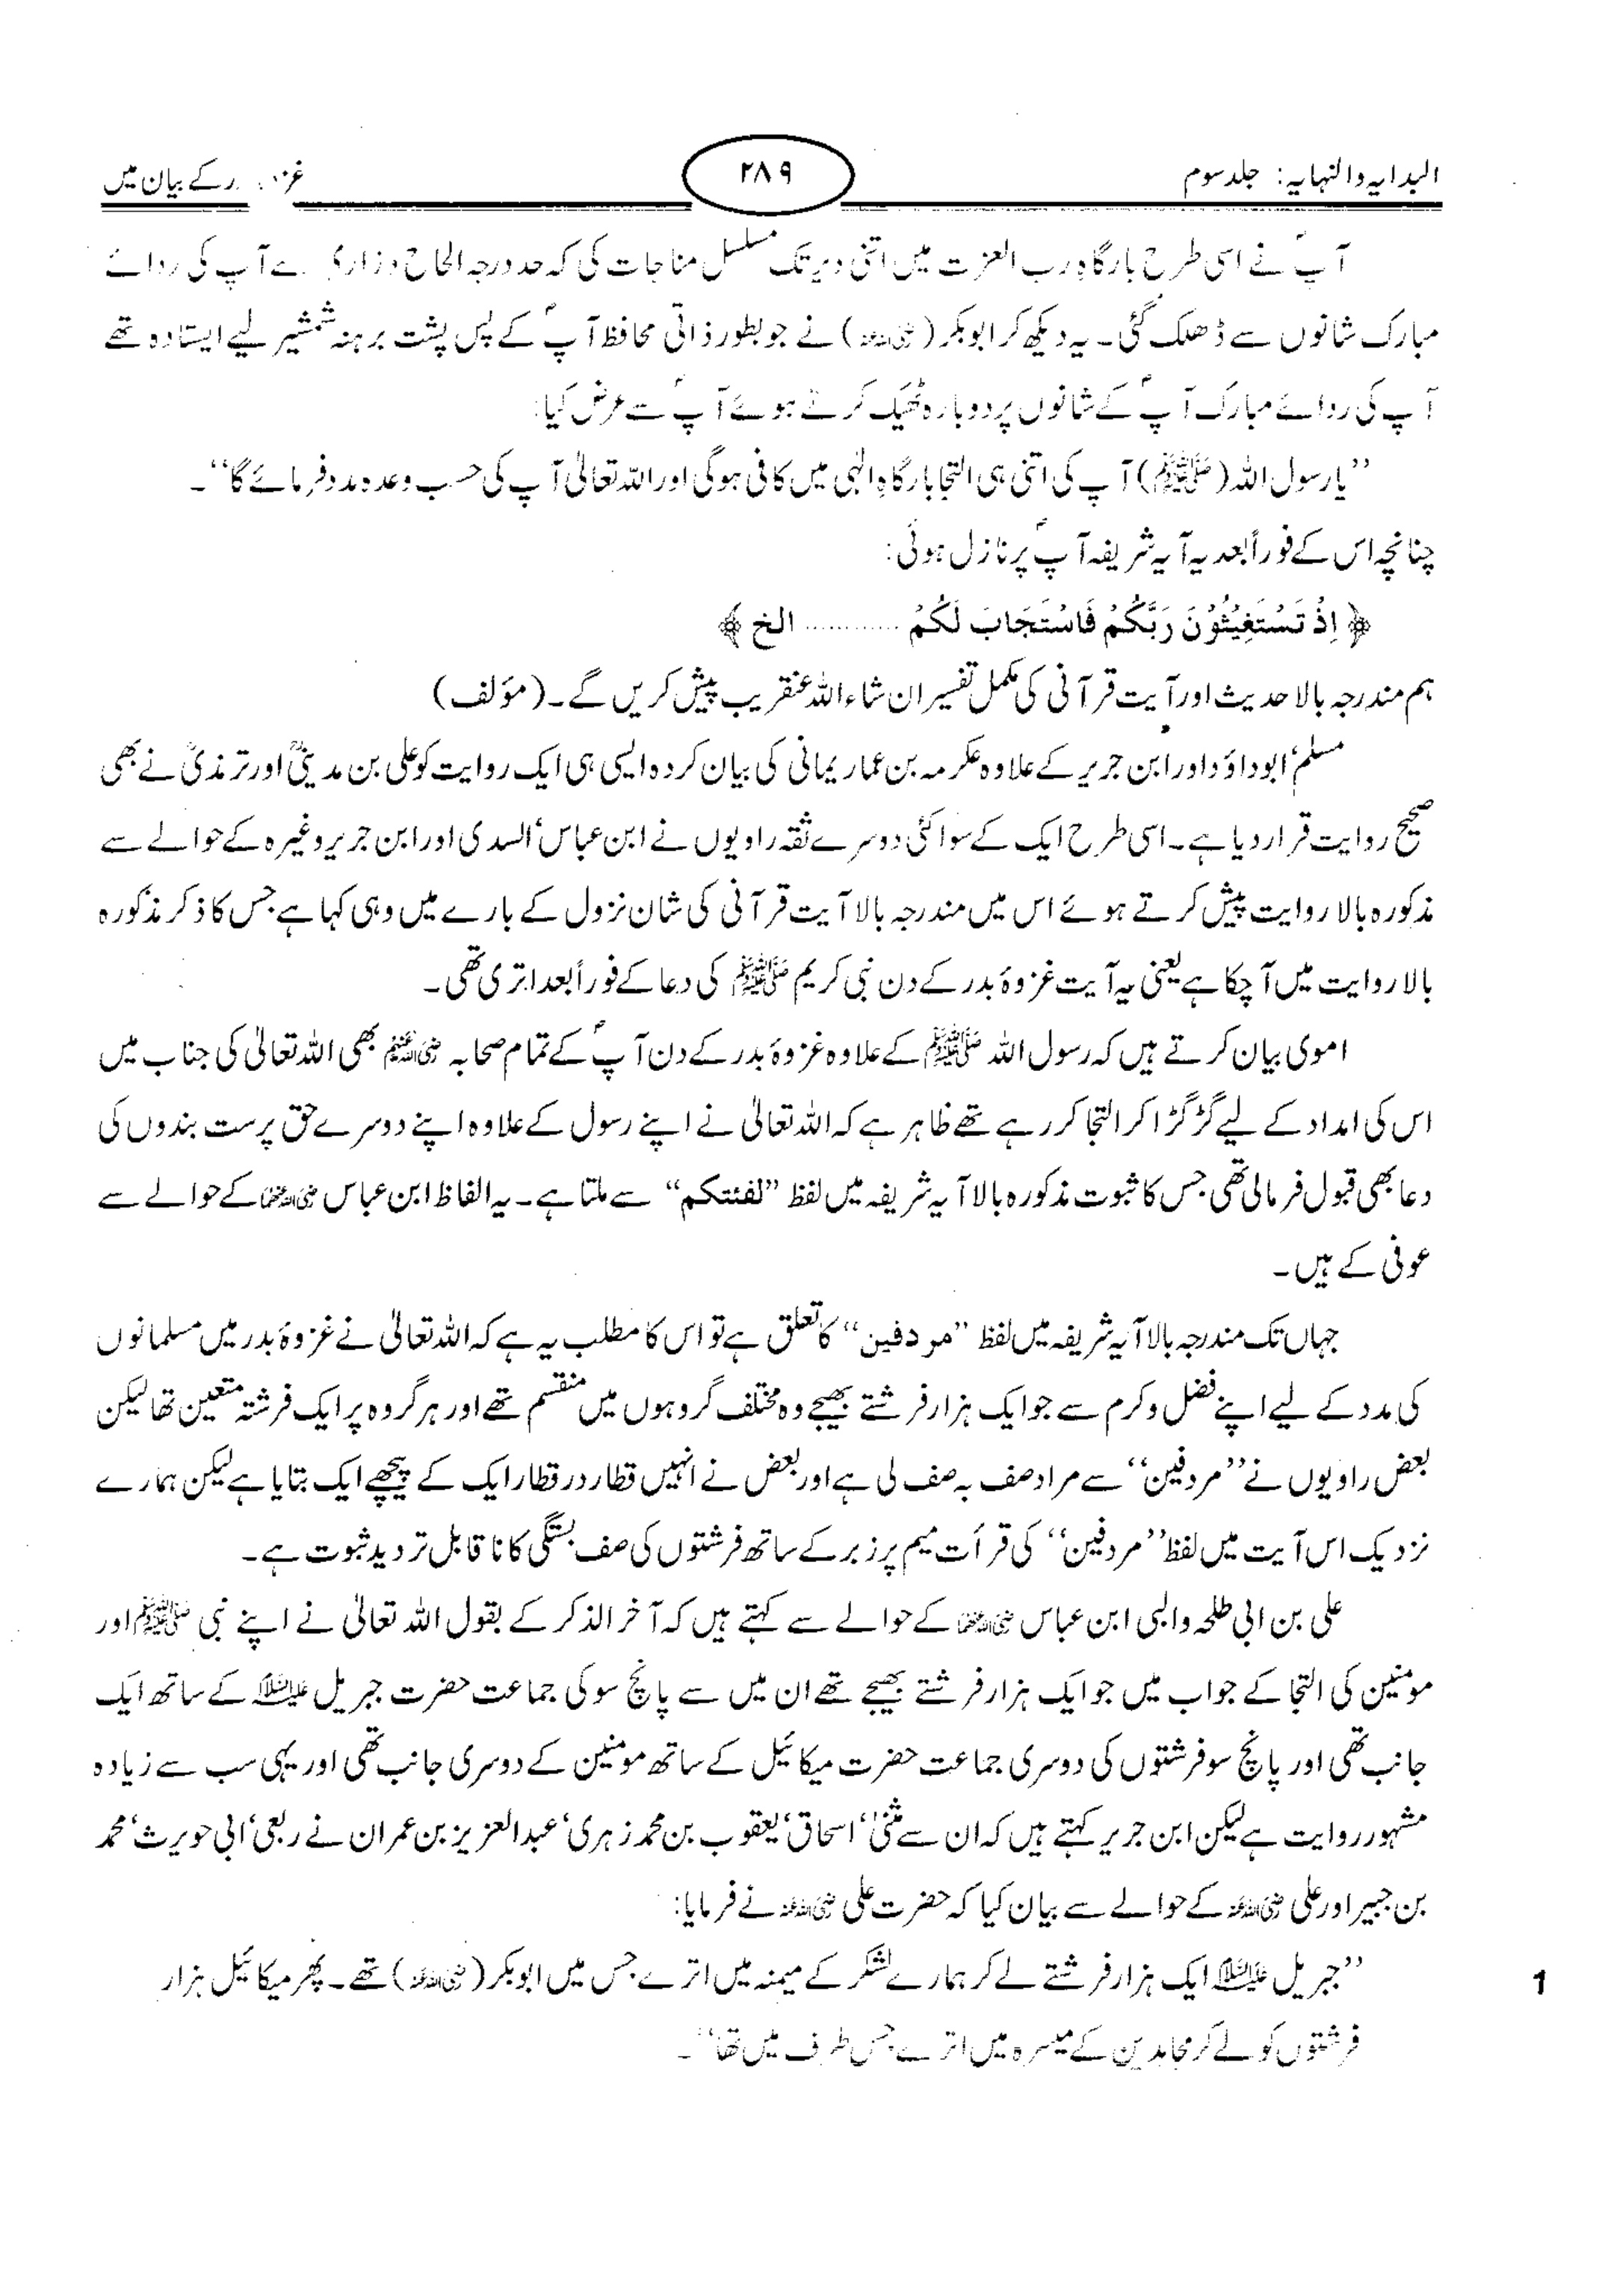 البدایہ والنہایہ: جلد سوم
۲۸۹
کے بیان میں
آپؐ نے اسی طرح بارگاہِ رب العزت میں اتنی دیر تک مسلسل مناجات کی کہ حد درجہ الحاح و زاری سے آپ کی ردائے
مبارک شانوں سے ڈھلک گئی۔ یہ دیکھ کر ابوبکر (رضی اللہ عنہ) نے جو بطور ذاتی محافظ آپؐ کے پس پشت برہنہ شمشیر لیے ایستادہ تھے
آپ کی ردائے مبارک آپؐ کے شانوں پر دوبارہ ٹھیک کرتے ہوئے آپؐ سے عرض کیا:
’’یا رسول اللہ (ﷺ) آپ کی اتنی ہی التجا بارگاہِ الٰہی میں کافی ہو گی اور اللہ تعالیٰ آپ کی حسب وعدہ مدد فرمائے گا‘‘۔
چنانچہ اس کے فوراً بعد یہ آیہ شریفہ آپؐ پر نازل ہوئی:
﴿ اِذْ تَسْتَغِيْثُوْنَ رَبَّكُمْ فَاسْتَجَابَ لَكُمْ ............ الخ ﴾
ہم مندرجہ بالا حدیث اور آیت قرآنی کی مکمل تفسیر ان شاء اللہ عنقریب پیش کریں گے۔ (مؤلف)
مسلم‘ ابوداؤد اور ابن جریر کے علاوہ عکرمہ بن عمار یمانی کی بیان کردہ ایسی ہی ایک روایت کو علی بن مدینیؒ اور ترمذیؒ نے بھی
صحیح روایت قرار دیا ہے۔ اسی طرح ایک کے سوا کئی دوسرے ثقہ راویوں نے ابن عباس‘ السدی اور ابن جریر وغیرہ کے حوالے سے
مذکورہ بالا روایت پیش کرتے ہوئے اس میں مندرجہ بالا آیت قرآنی کی شان نزول کے بارے میں وہی کہا ہے جس کا ذکر مذکورہ
بالا روایت میں آ چکا ہے یعنی یہ آیت غزوۂ بدر کے دن نبی کریم ﷺ کی دعا کے فوراً بعد اتری تھی۔
اموی بیان کرتے ہیں کہ رسول اللہ ﷺ کے علاوہ غزوۂ بدر کے دن آپؐ کے تمام صحابہ رضی اللہ عنہم بھی اللہ تعالیٰ کی جناب میں
اس کی امداد کے لیے گڑگڑا کر التجا کر رہے تھے ظاہر ہے کہ اللہ تعالیٰ نے اپنے رسول کے علاوہ اپنے دوسرے حق پرست بندوں کی
دعا بھی قبول فرمالی تھی جس کا ثبوت مذکورہ بالا آیہ شریفہ میں لفظ ’’لفئتکم‘‘ سے ملتا ہے۔ یہ الفاظ ابن عباس رضی اللہ عنہما کے حوالے سے
عوفی کے ہیں۔
جہاں تک مندرجہ بالا آیہ شریفہ میں لفظ ’’مردفین‘‘ کا تعلق ہے تو اس کا مطلب یہ ہے کہ اللہ تعالیٰ نے غزوۂ بدر میں مسلمانوں
کی مدد کے لیے اپنے فضل و کرم سے جو ایک ہزار فرشتے بھیجے وہ مختلف گروہوں میں منقسم تھے اور ہر گروہ پر ایک فرشتہ متعین تھا لیکن
بعض راویوں نے ’’مردفین‘‘ سے مراد صف بہ صف لی ہے اور بعض نے انہیں قطار در قطار ایک کے پیچھے ایک بتایا ہے لیکن ہمارے
نزدیک اس آیت میں لفظ ’’مردفین‘‘ کی قرأت میم پر زبر کے ساتھ فرشتوں کی صف بستگی کا ناقابل تردید ثبوت ہے۔
علی بن ابی طلحہ والبی ابن عباس رضی اللہ عنہما کے حوالے سے کہتے ہیں کہ آخر الذکر کے بقول اللہ تعالیٰ نے اپنے نبی ﷺ اور
مومنین کی التجا کے جواب میں جو ایک ہزار فرشتے بھیجے تھے ان میں سے پانچ سو کی جماعت حضرت جبریل علیہ السلام کے ساتھ ایک
جانب تھی اور پانچ سو فرشتوں کی دوسری جماعت حضرت میکائیل کے ساتھ مومنین کے دوسری جانب تھی اور یہی سب سے زیادہ
مشہور روایت ہے لیکن ابن جریر کہتے ہیں کہ ان سے مثنیٰ‘ اسحاق‘ یعقوب بن محمد زہری‘ عبدالعزیز بن عمران نے ربعی‘ ابی حویرث‘ محمد
بن جبیر اور علی رضی اللہ عنہ کے حوالے سے بیان کیا کہ حضرت علی رضی اللہ عنہ نے فرمایا:
’’جبریل علیہ السلام ایک ہزار فرشتے لے کر ہمارے لشکر کے میمنہ میں اترے جس میں ابوبکر (رضی اللہ عنہ) تھے۔ پھر میکائیل ہزار
فرشتوں کو لے کر مجاہدین کے میسرہ میں اترے جس طرف میں تھا‘‘۔
1